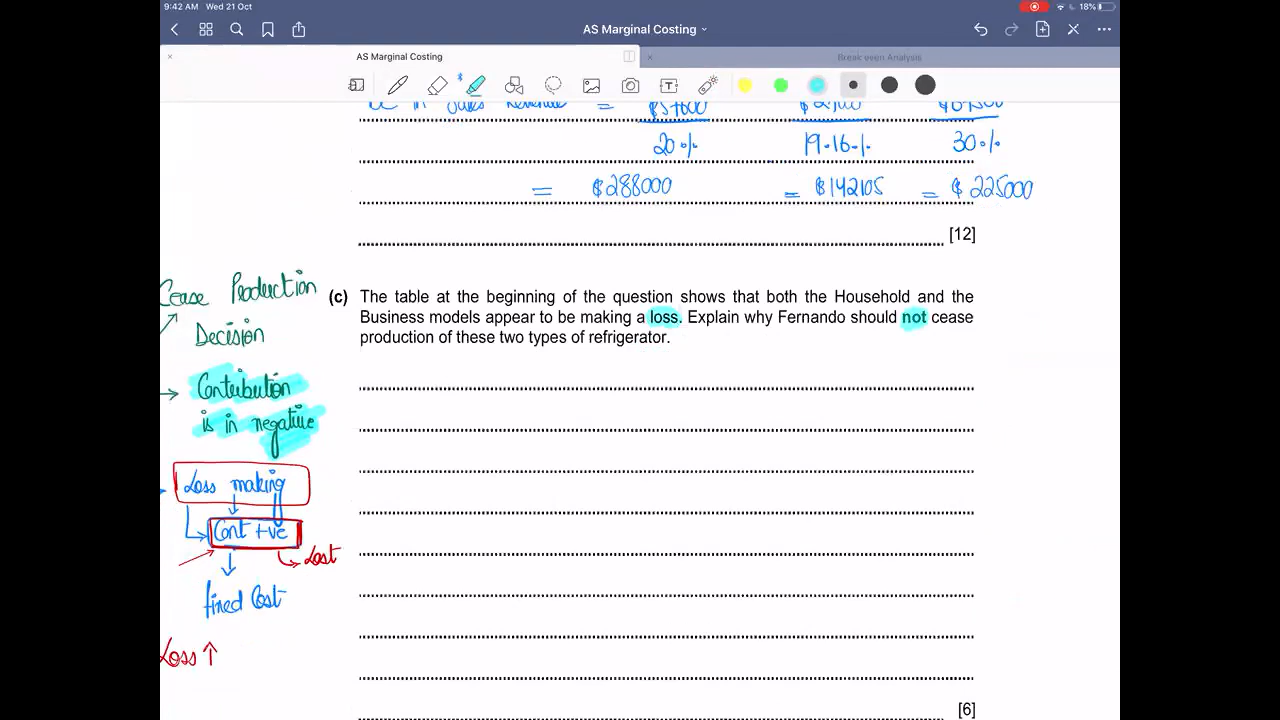 9:42 AM Wed 21 Oct
18%
AS Marginal Costing
AS Marginal Costing
Break even Analysis
= $57600
20% 19.16% 30%
= $288000 = $142105 = $225000
[12]
Cease Production
Decision
→ Contribution
is in negative
Loss making
Cont +ve
Lost
fixed Cost
Loss ↑
(c) The table at the beginning of the question shows that both the Household and the
Business models appear to be making a loss. Explain why Fernando should not cease
production of these two types of refrigerator.
[6]